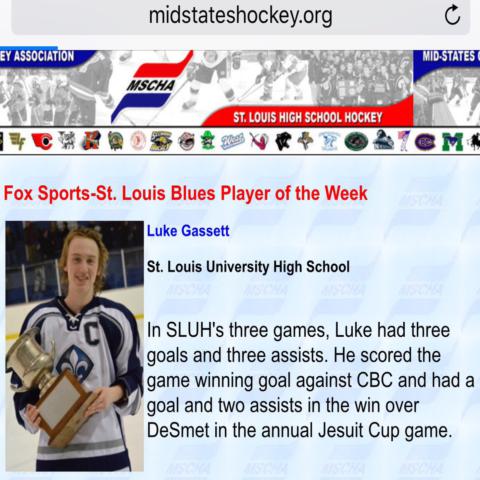 midstateshockey.org
EY ASSOCIATION
MID-STATES
MSCHA
ST. LOUIS HIGH SCHOOL HOCKEY
Fox Sports-St. Louis Blues Player of the Week
Luke Gassett
St. Louis University High School
In SLUH's three games, Luke had three
goals and three assists. He scored the
game winning goal against CBC and had a
goal and two assists in the win over
DeSmet in the annual Jesuit Cup game.
C